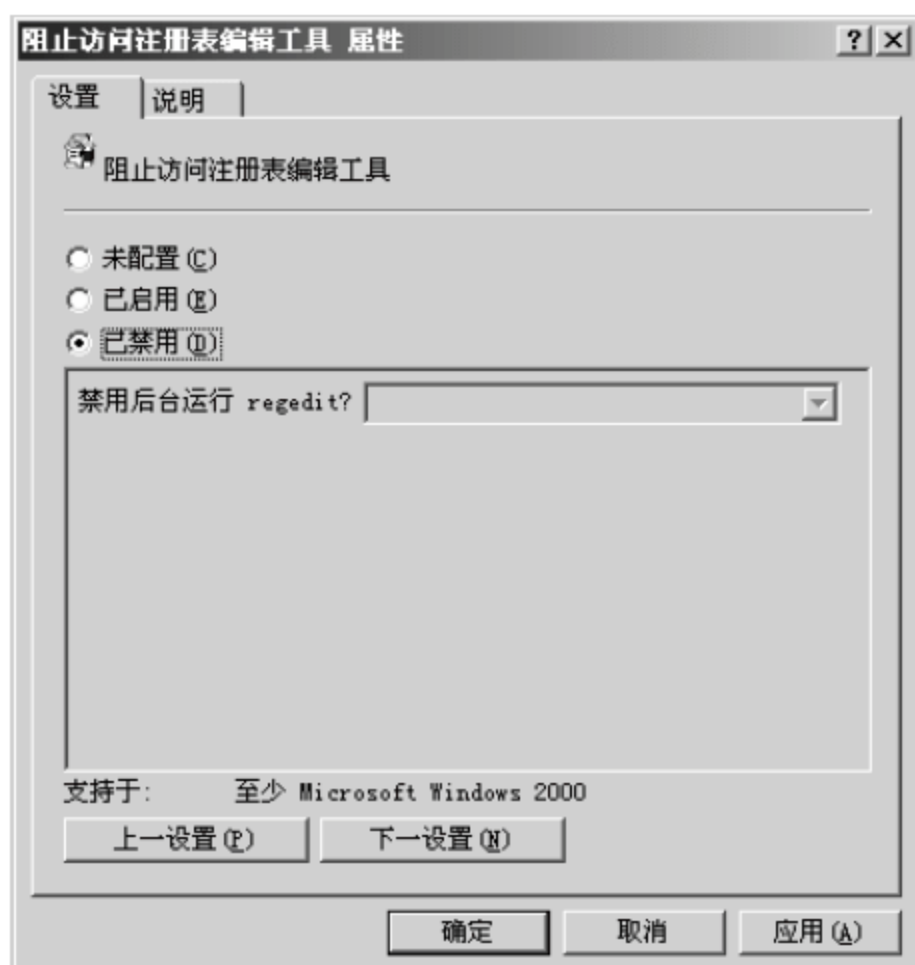 阻止访问注册表编辑工具 属性
设置 说明
阻止访问注册表编辑工具
未配置(C)
已启用(E)
已禁用(D)
禁用后台运行 regedit?
支持于: 至少 Microsoft Windows 2000
上一设置(P) 下一设置(N)
确定 取消 应用(A)